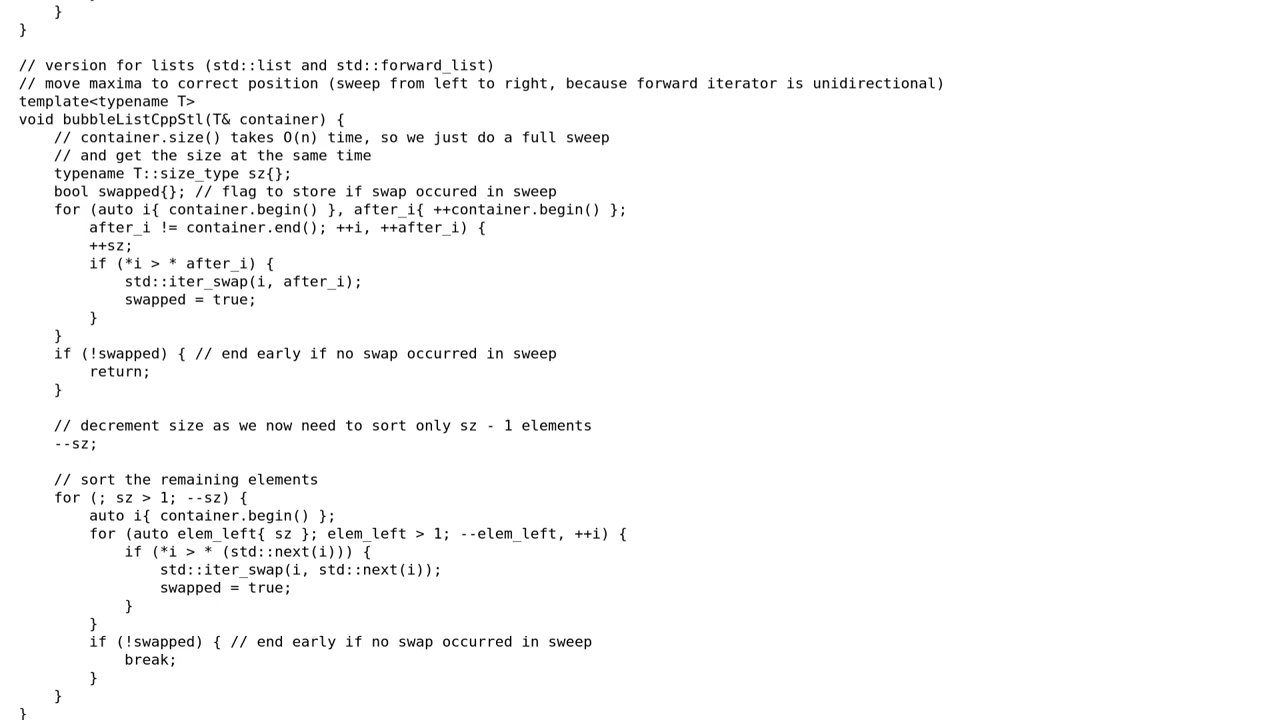 }
}

// version for lists (std::list and std::forward_list)
// move maxima to correct position (sweep from left to right, because forward iterator is unidirectional)
template<typename T>
void bubbleListCppStl(T& container) {
    // container.size() takes O(n) time, so we just do a full sweep
    // and get the size at the same time
    typename T::size_type sz{};
    bool swapped{}; // flag to store if swap occured in sweep
    for (auto i{ container.begin() }, after_i{ ++container.begin() };
        after_i != container.end(); ++i, ++after_i) {
        ++sz;
        if (*i > * after_i) {
            std::iter_swap(i, after_i);
            swapped = true;
        }
    }
    if (!swapped) { // end early if no swap occurred in sweep
        return;
    }

    // decrement size as we now need to sort only sz - 1 elements
    --sz;

    // sort the remaining elements
    for (; sz > 1; --sz) {
        auto i{ container.begin() };
        for (auto elem_left{ sz }; elem_left > 1; --elem_left, ++i) {
            if (*i > * (std::next(i))) {
                std::iter_swap(i, std::next(i));
                swapped = true;
            }
        }
        if (!swapped) { // end early if no swap occurred in sweep
            break;
        }
    }
}